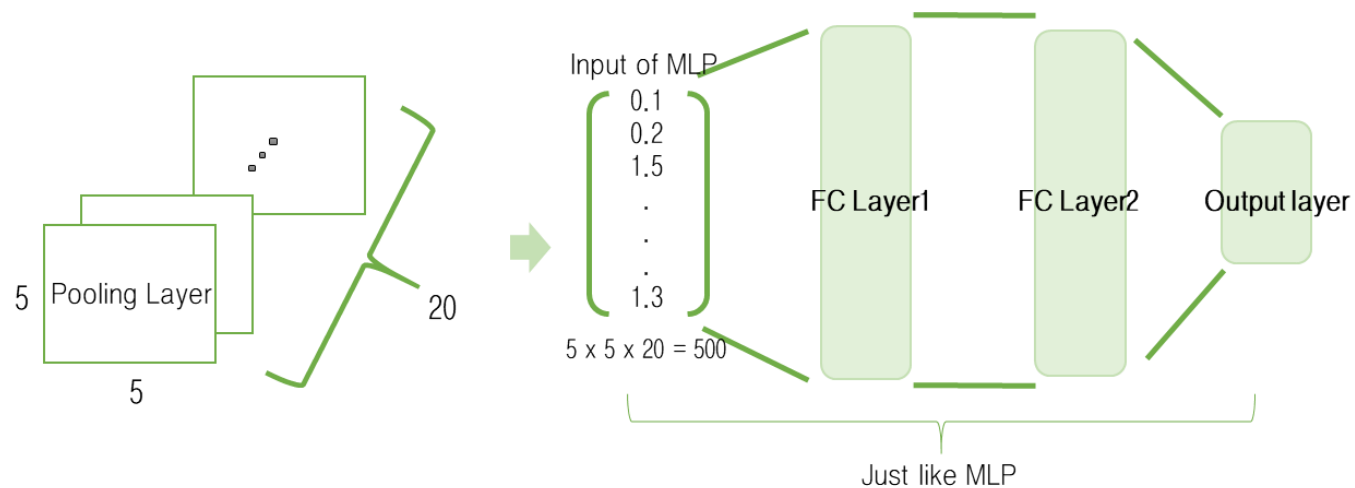 Pooling Layer
5
5
20
Input of MLP
0.1
0.2
1.5
.
.
.
1.3
5 x 5 x 20 = 500
FC Layer1
FC Layer2
Output layer
Just like MLP